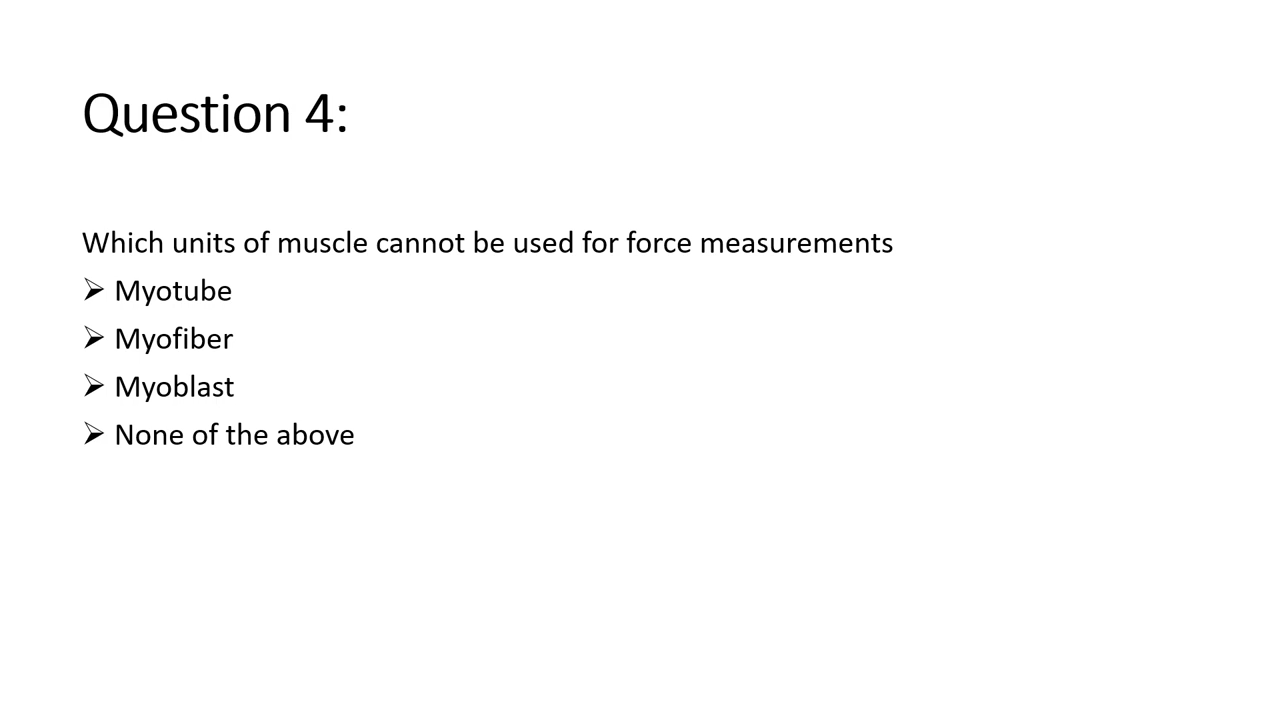 Question 4:
Which units of muscle cannot be used for force measurements
➢ Myotube
➢ Myofiber
➢ Myoblast
➢ None of the above